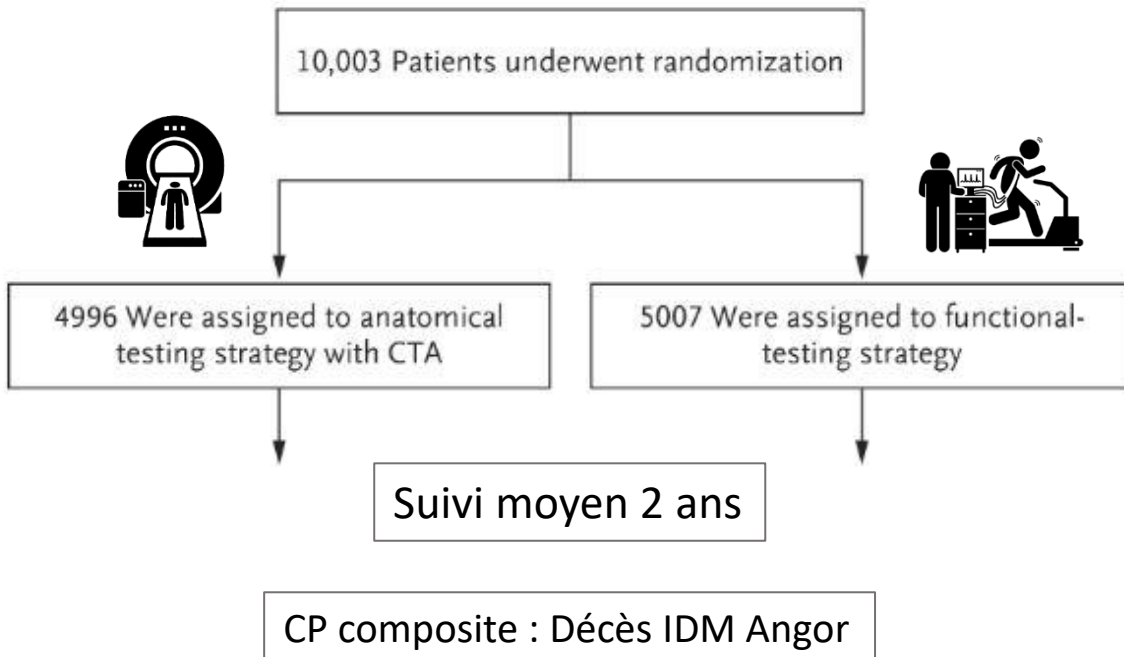 10,003 Patients underwent randomization
4996 Were assigned to anatomical
testing strategy with CTA
5007 Were assigned to functional-
testing strategy
Suivi moyen 2 ans
CP composite : Décès IDM Angor